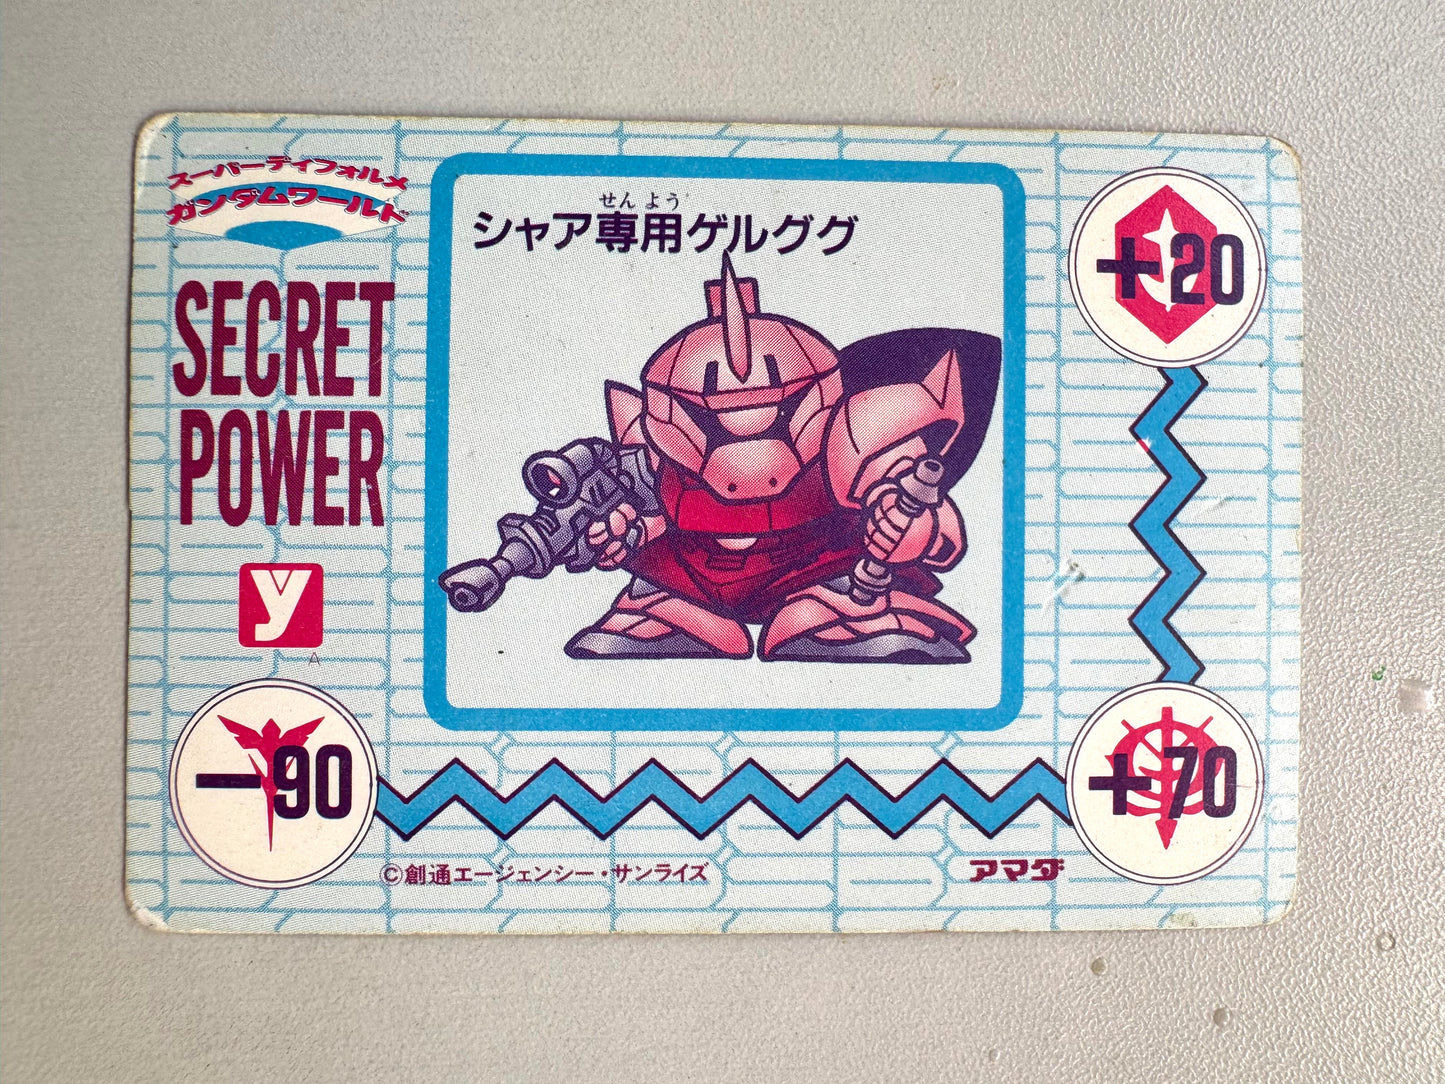 スーパーディフォルメ
ガンダムワールド
SECRET
POWER
y
A
せんよう
シャア専用ゲルググ
+20
-90
+70
©創通エージェンシー・サンライズ
アマダ